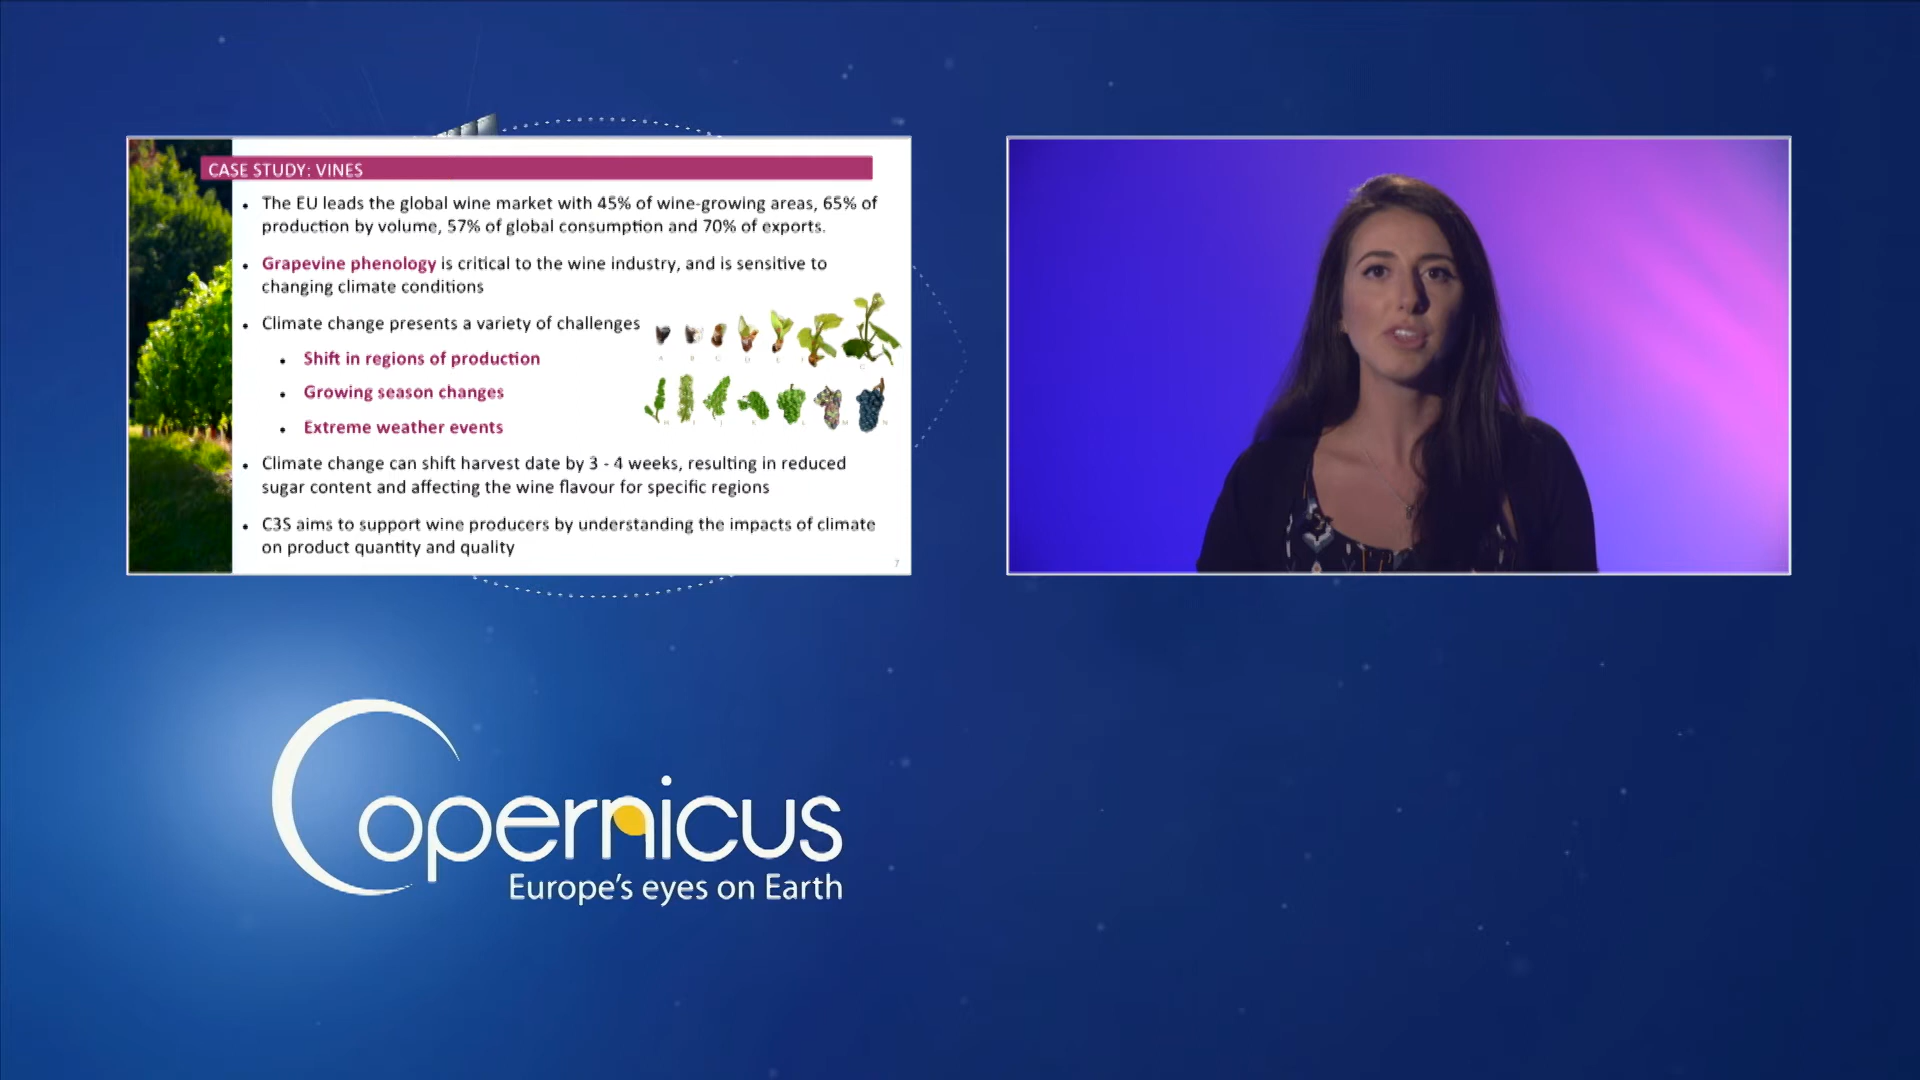 CASE STUDY: VINES
The EU leads the global wine market with 45% of wine-growing areas, 65% of
production by volume, 57% of global consumption and 70% of exports.
Grapevine phenology is critical to the wine industry, and is sensitive to
changing climate conditions
Climate change presents a variety of challenges
Shift in regions of production
Growing season changes
Extreme weather events
Climate change can shift harvest date by 3 - 4 weeks, resulting in reduced
sugar content and affecting the wine flavour for specific regions
C3S aims to support wine producers by understanding the impacts of climate
on product quantity and quality
7
Copernicus
Europe's eyes on Earth